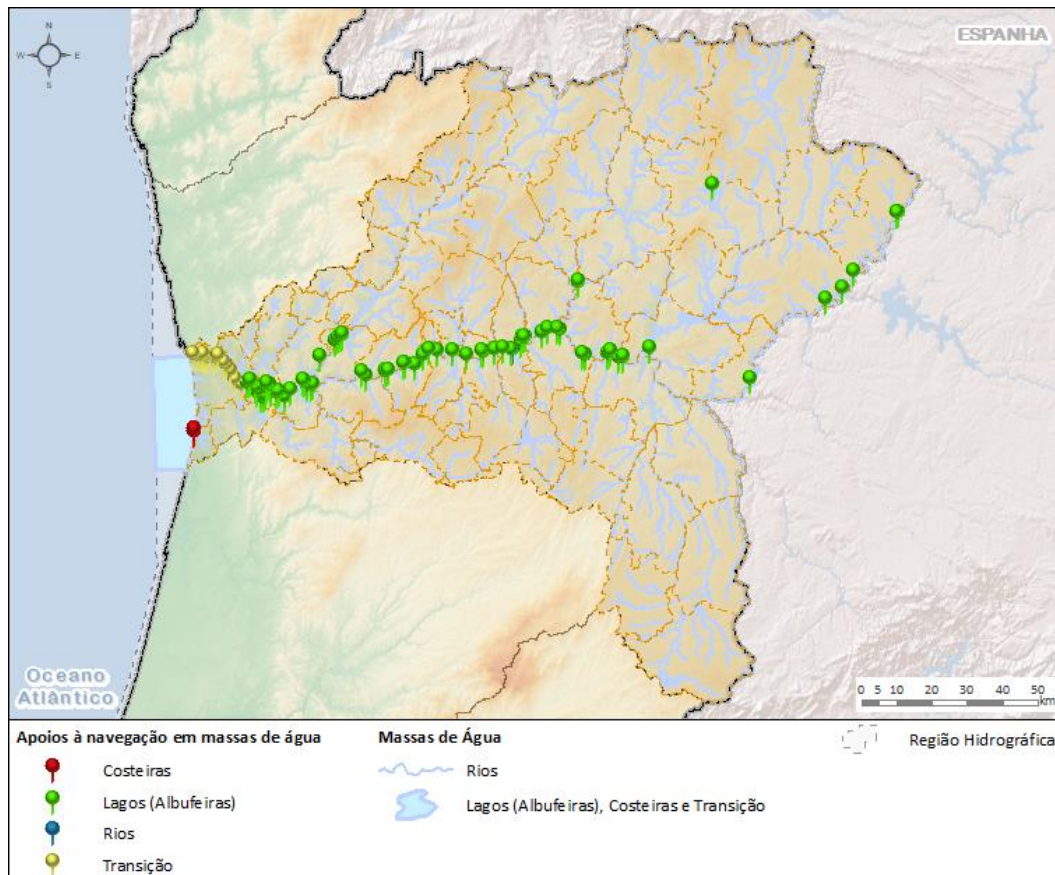 N
W E
S
ESPANHA
Oceano
Atlântico
0 5 10 20 30 40 50
km
Apoios à navegação em massas de água
Costeiras
Lagos (Albufeiras)
Rios
Transição
Massas de Água
Rios
Lagos (Albufeiras), Costeiras e Transição
Região Hidrográfica